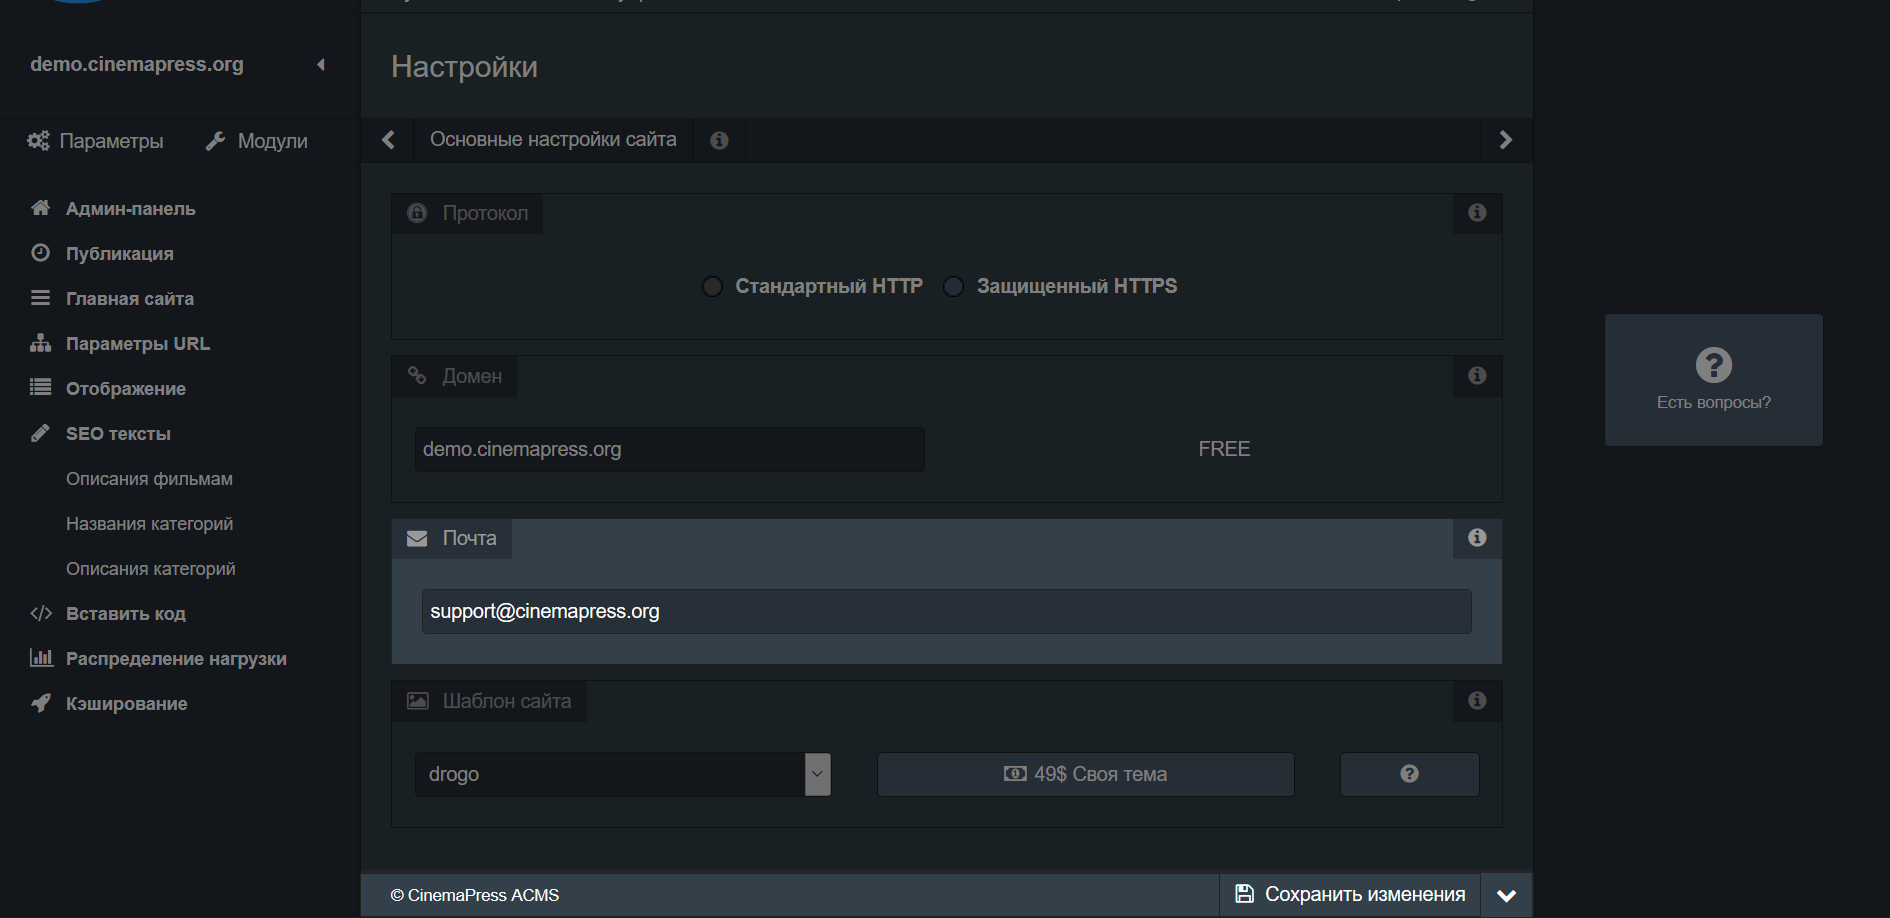 demo.cinemapress.org
Параметры
Модули
Админ-панель
Публикация
Главная сайта
Параметры URL
Отображение
SEO тексты
Описания фильмам
Названия категорий
Описания категорий
Вставить код
Распределение нагрузки
Кэширование
Настройки
Основные настройки сайта
Протокол
Стандартный HTTP
Защищенный HTTPS
Домен
demo.cinemapress.org
FREE
Почта
support@cinemapress.org
Шаблон сайта
drogo
49$ Своя тема
© CinemaPress ACMS
Сохранить изменения
Есть вопросы?